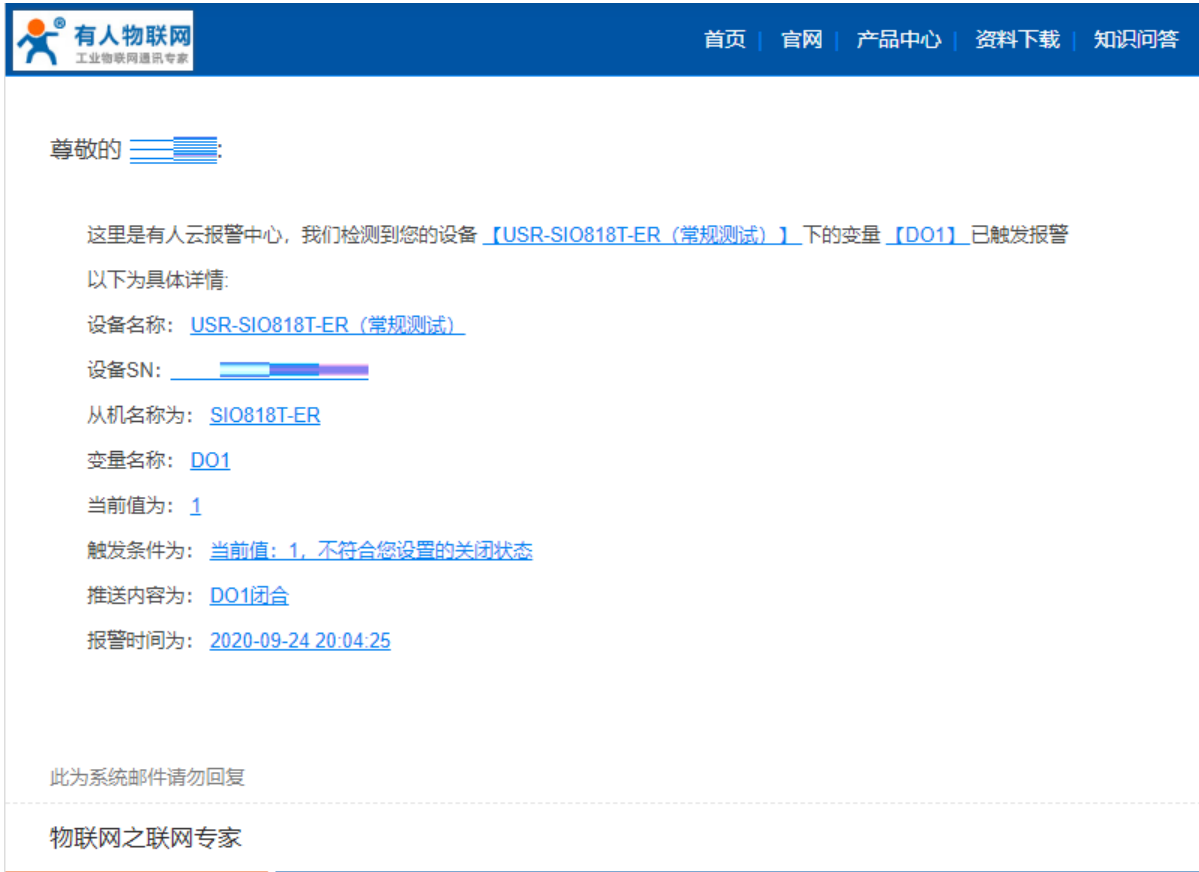 有人物联网®
工业物联网通讯专家
首页 | 官网 | 产品中心 | 资料下载 | 知识问答
尊敬的 :
这里是有人云报警中心，我们检测到您的设备【USR-SIO818T-ER（常规测试）】下的变量【DO1】已触发报警
以下为具体详情:
设备名称： USR-SIO818T-ER（常规测试）
设备SN：
从机名称为： SIO818T-ER
变量名称： DO1
当前值为： 1
触发条件为： 当前值：1，不符合您设置的关闭状态
推送内容为： DO1闭合
报警时间为： 2020-09-24 20:04:25
此为系统邮件请勿回复
物联网之联网专家